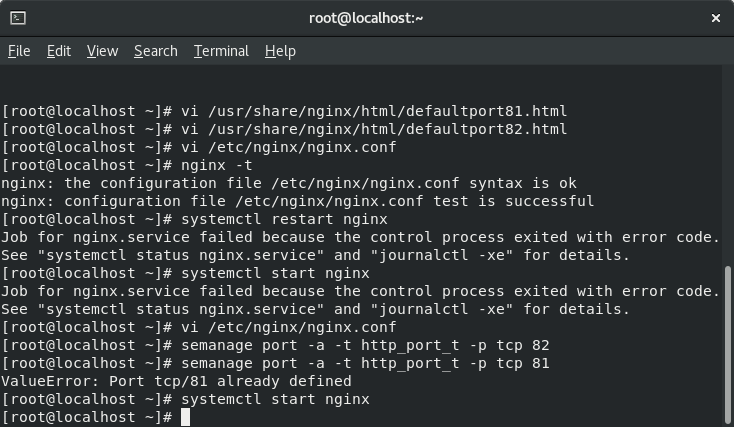 root@localhost:~
File Edit View Search Terminal Help
[root@localhost ~]# vi /usr/share/nginx/html/defaultport81.html
[root@localhost ~]# vi /usr/share/nginx/html/defaultport82.html
[root@localhost ~]# vi /etc/nginx/nginx.conf
[root@localhost ~]# nginx -t
nginx: the configuration file /etc/nginx/nginx.conf syntax is ok
nginx: configuration file /etc/nginx/nginx.conf test is successful
[root@localhost ~]# systemctl restart nginx
Job for nginx.service failed because the control process exited with error code.
See "systemctl status nginx.service" and "journalctl -xe" for details.
[root@localhost ~]# systemctl start nginx
Job for nginx.service failed because the control process exited with error code.
See "systemctl status nginx.service" and "journalctl -xe" for details.
[root@localhost ~]# vi /etc/nginx/nginx.conf
[root@localhost ~]# semanage port -a -t http_port_t -p tcp 82
[root@localhost ~]# semanage port -a -t http_port_t -p tcp 81
ValueError: Port tcp/81 already defined
[root@localhost ~]# systemctl start nginx
[root@localhost ~]#